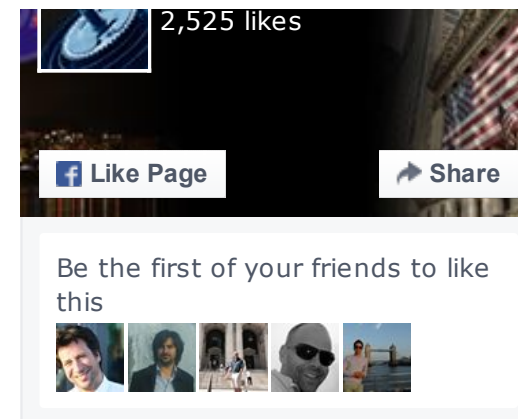 2,525 likes
Like Page
Share
Be the first of your friends to like
this